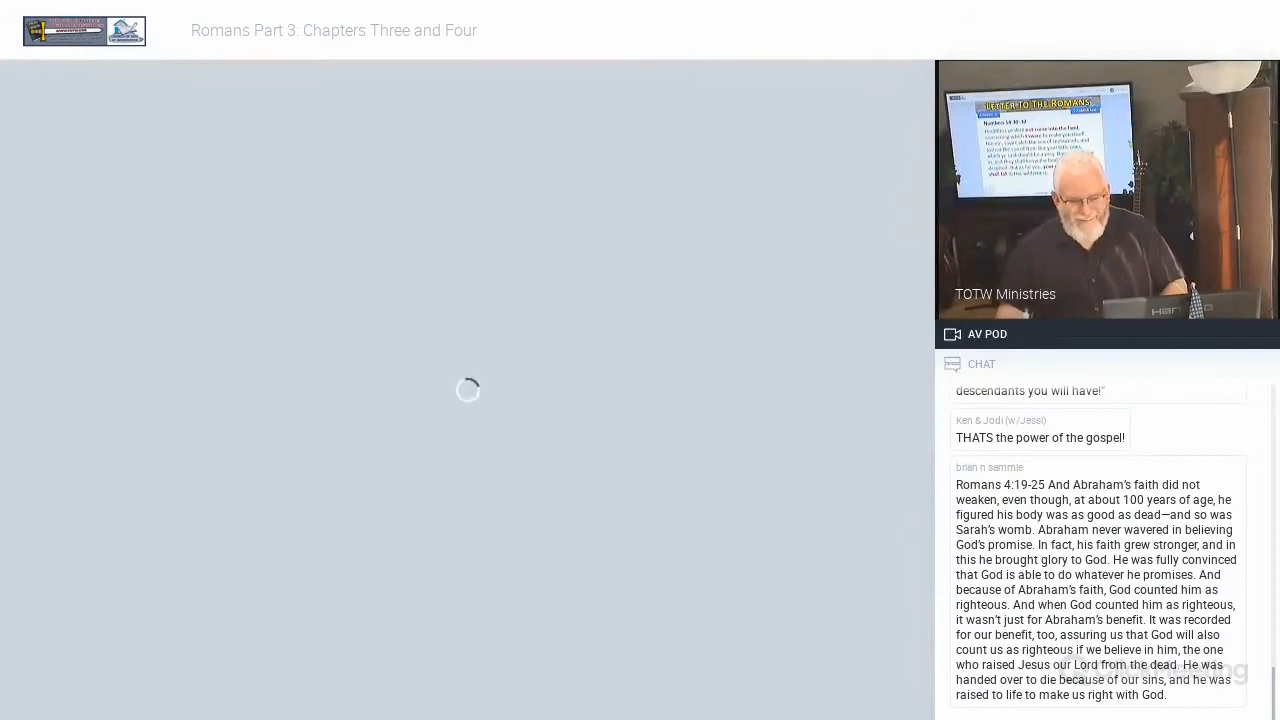 Romans Part 3: Chapters Three and Four
LETTER TO THE ROMANS
TOTW Ministries
AV POD
CHAT
descendants you will have!”
Ken & Jodi (w/Jessi)
THATS the power of the gospel!
brian n sammie
Romans 4:19-25 And Abraham’s faith did not
weaken, even though, at about 100 years of age, he
figured his body was as good as dead—and so was
Sarah’s womb. Abraham never wavered in believing
God’s promise. In fact, his faith grew stronger, and in
this he brought glory to God. He was fully convinced
that God is able to do whatever he promises. And
because of Abraham’s faith, God counted him as
righteous. And when God counted him as righteous,
it wasn’t just for Abraham’s benefit. It was recorded
for our benefit, too, assuring us that God will also
count us as righteous if we believe in him, the one
who raised Jesus our Lord from the dead. He was
handed over to die because of our sins, and he was
raised to life to make us right with God.
ClickMeeting